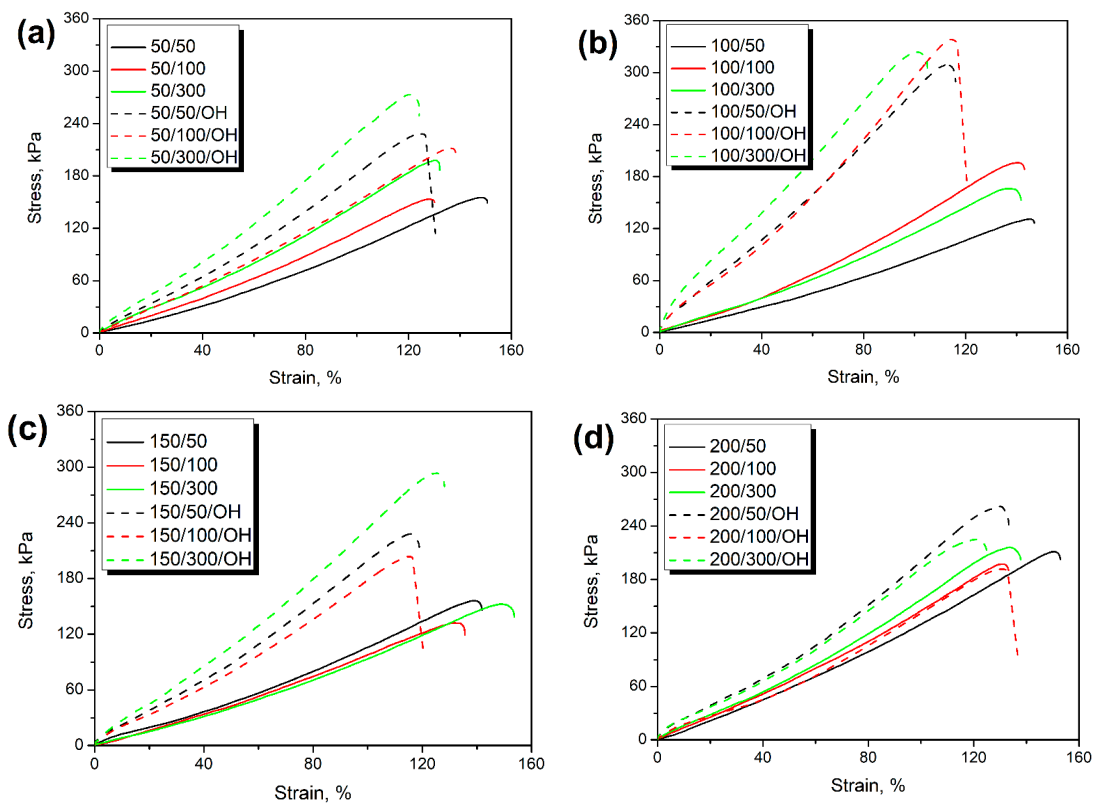 (a)
50/50
50/100
50/300
50/50/OH
50/100/OH
50/300/OH
360
300
240
180
120
60
0
Stress, kPa
0 40 80 120 160
Strain, %
(b)
100/50
100/100
100/300
100/50/OH
100/100/OH
100/300/OH
360
300
240
180
120
60
0
Stress, kPa
0 40 80 120 160
Strain, %
(c)
150/50
150/100
150/300
150/50/OH
150/100/OH
150/300/OH
360
300
240
180
120
60
0
Stress, kPa
0 40 80 120 160
Strain, %
(d)
200/50
200/100
200/300
200/50/OH
200/100/OH
200/300/OH
360
300
240
180
120
60
0
Stress, kPa
0 40 80 120 160
Strain, %